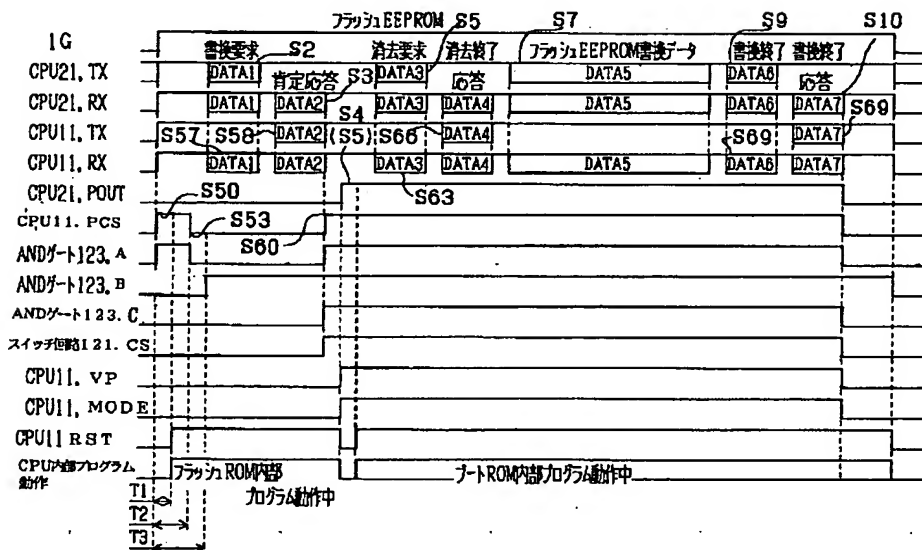 フラッシュEEPROM S5 S7 S9 S10
IG
書換要求 S2 消去要求 消去終了 フラッシュEEPROM書換データ 書換終了 書換終了
CPU21.TX DATA1 肯定応答 S3 DATA3 応答 DATA5 DATA6 応答
CPU21.RX DATA1 DATA2 S4 DATA3 DATA4 DATA5 DATA6 DATA7 S69
CPU11.TX S57 S58 DATA2 (S5) S66 DATA4 S69 DATA7
CPU11.RX DATA1 DATA2 DATA3 DATA4 DATA5 DATA6 DATA7
CPU21.POUT S50 S63
CPU11.PCS S53
ANDゲート123.A S60
ANDゲート123.B
ANDゲート123.C
スイッチ回路121.CS
CPU11.VP
CPU11.MODE
CPU11 RST
CPU内部プログラム フラッシュROM内部 ブートROM内部プログラム動作中
動作 プログラム動作中
T1
T2
T3